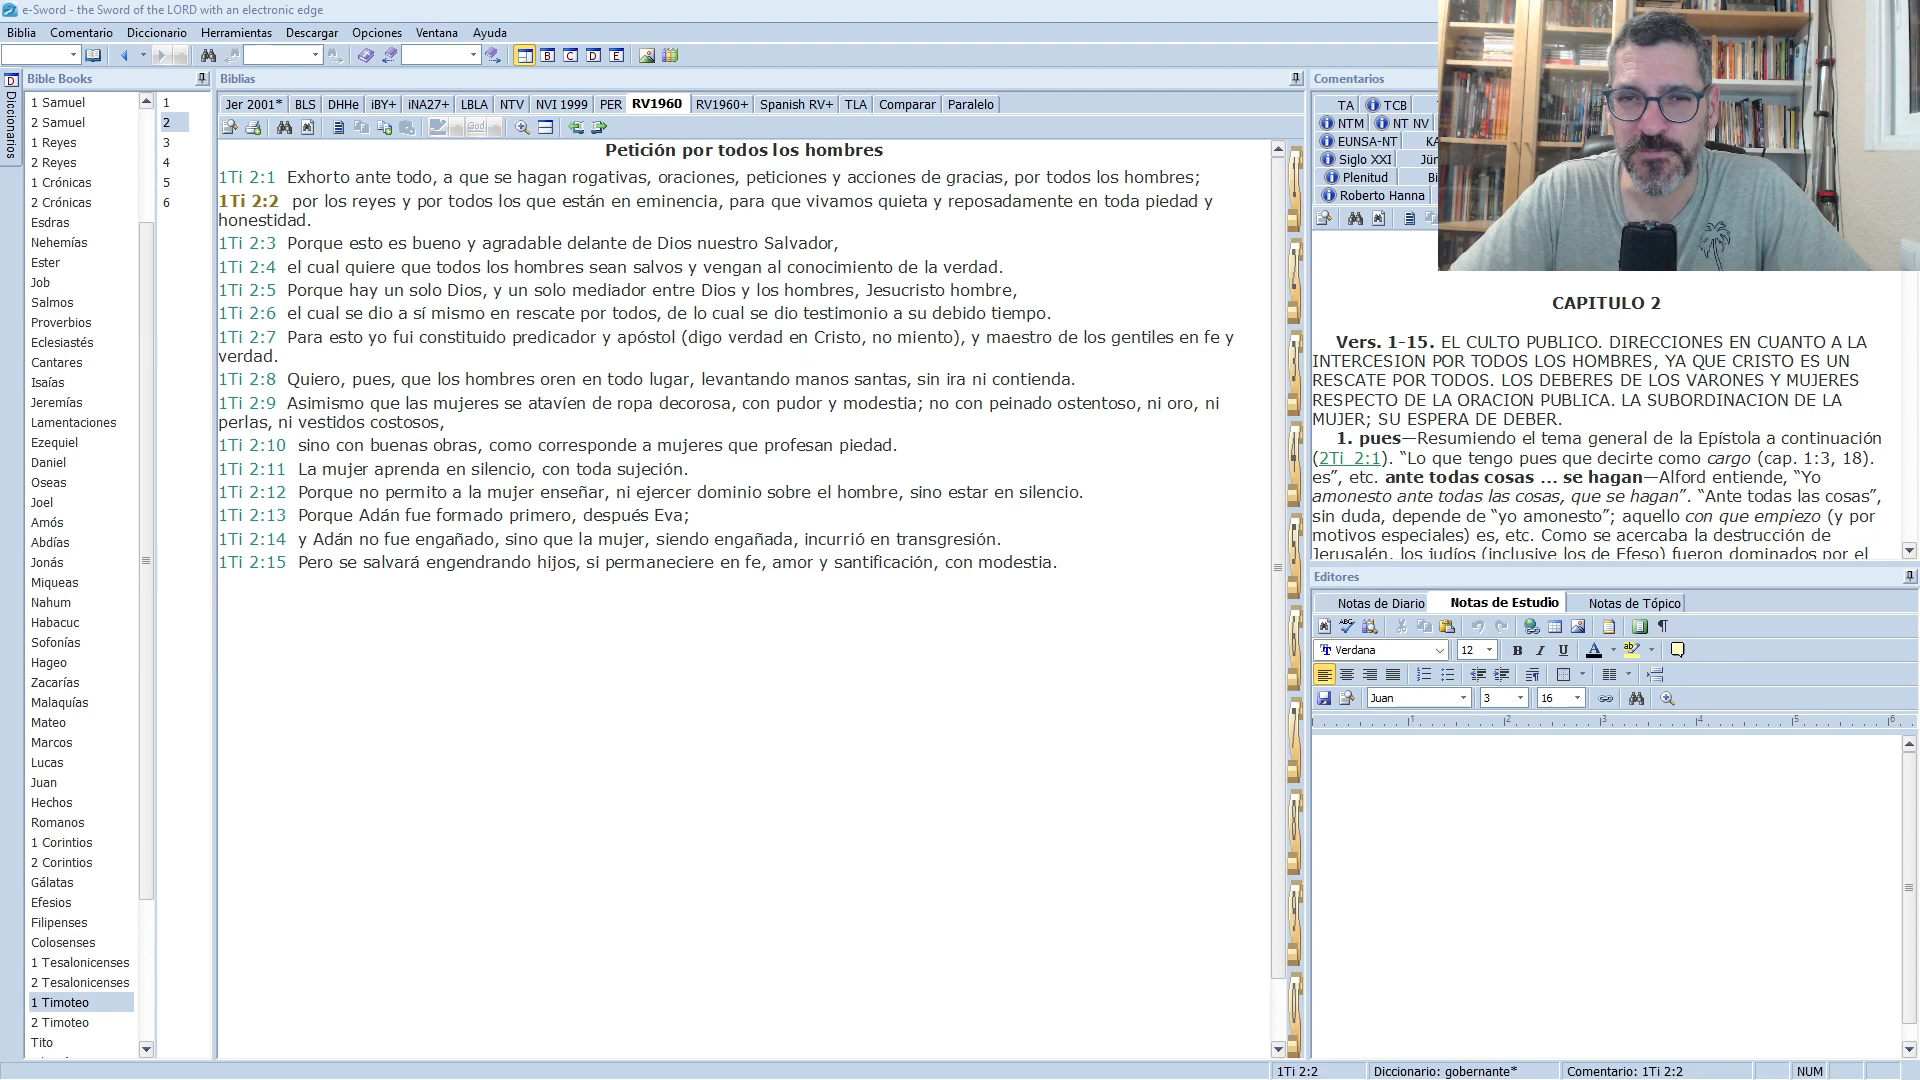 e-Sword - the Sword of the LORD with an electronic edge
Biblia Comentario Diccionario Herramientas Descargar Opciones Ventana Ayuda
B C D E
D Diccionarios
Bible Books
1 Samuel
2 Samuel
1 Reyes
2 Reyes
1 Crónicas
2 Crónicas
Esdras
Nehemías
Ester
Job
Salmos
Proverbios
Eclesiastés
Cantares
Isaías
Jeremías
Lamentaciones
Ezequiel
Daniel
Oseas
Joel
Amós
Abdías
Jonás
Miqueas
Nahum
Habacuc
Sofonías
Hageo
Zacarías
Malaquías
Mateo
Marcos
Lucas
Juan
Hechos
Romanos
1 Corintios
2 Corintios
Gálatas
Efesios
Filipenses
Colosenses
1 Tesalonicenses
2 Tesalonicenses
1 Timoteo
2 Timoteo
Tito
1
2
3
4
5
6
Biblias
Jer 2001* BLS DHHe iBY+ iNA27+ LBLA NTV NVI 1999 PER RV1960 RV1960+ Spanish RV+ TLA Comparar Paralelo
God
Petición por todos los hombres
1Ti 2:1 Exhorto ante todo, a que se hagan rogativas, oraciones, peticiones y acciones de gracias, por todos los hombres;
1Ti 2:2 por los reyes y por todos los que están en eminencia, para que vivamos quieta y reposadamente en toda piedad y
honestidad.
1Ti 2:3 Porque esto es bueno y agradable delante de Dios nuestro Salvador,
1Ti 2:4 el cual quiere que todos los hombres sean salvos y vengan al conocimiento de la verdad.
1Ti 2:5 Porque hay un solo Dios, y un solo mediador entre Dios y los hombres, Jesucristo hombre,
1Ti 2:6 el cual se dio a sí mismo en rescate por todos, de lo cual se dio testimonio a su debido tiempo.
1Ti 2:7 Para esto yo fui constituido predicador y apóstol (digo verdad en Cristo, no miento), y maestro de los gentiles en fe y
verdad.
1Ti 2:8 Quiero, pues, que los hombres oren en todo lugar, levantando manos santas, sin ira ni contienda.
1Ti 2:9 Asimismo que las mujeres se atavíen de ropa decorosa, con pudor y modestia; no con peinado ostentoso, ni oro, ni
perlas, ni vestidos costosos,
1Ti 2:10 sino con buenas obras, como corresponde a mujeres que profesan piedad.
1Ti 2:11 La mujer aprenda en silencio, con toda sujeción.
1Ti 2:12 Porque no permito a la mujer enseñar, ni ejercer dominio sobre el hombre, sino estar en silencio.
1Ti 2:13 Porque Adán fue formado primero, después Eva;
1Ti 2:14 y Adán no fue engañado, sino que la mujer, siendo engañada, incurrió en transgresión.
1Ti 2:15 Pero se salvará engendrando hijos, si permaneciere en fe, amor y santificación, con modestia.
Comentarios
TA TCB
NTM NT NV
EUNSA-NT KA
Siglo XXI Jün
Plenitud Bi
Roberto Hanna
CAPITULO 2
Vers. 1-15. EL CULTO PUBLICO. DIRECCIONES EN CUANTO A LA
INTERCESION POR TODOS LOS HOMBRES, YA QUE CRISTO ES UN
RESCATE POR TODOS. LOS DEBERES DE LOS VARONES Y MUJERES
RESPECTO DE LA ORACION PUBLICA. LA SUBORDINACION DE LA
MUJER; SU ESPERA DE DEBER.
1. pues—Resumiendo el tema general de la Epístola a continuación
(2Ti_2:1). “Lo que tengo pues que decirte como cargo (cap. 1:3, 18).
es”, etc. ante todas cosas ... se hagan—Alford entiende, “Yo
amonesto ante todas las cosas, que se hagan”. “Ante todas cosas”,
sin duda, depende de “yo amonesto”; aquello con que empiezo (y por
motivos especiales) es, etc. Como se acercaba la destrucción de
Jerusalén, los judíos (inclusive los de Efeso) fueron dominados por el
Editores
Notas de Diario Notas de Estudio Notas de Tópico
Verdana 12 B I U A ab
Juan 3 16
1 2 3 4 5 6
1Ti 2:2 Diccionario: gobernante* Comentario: 1Ti 2:2 NUM